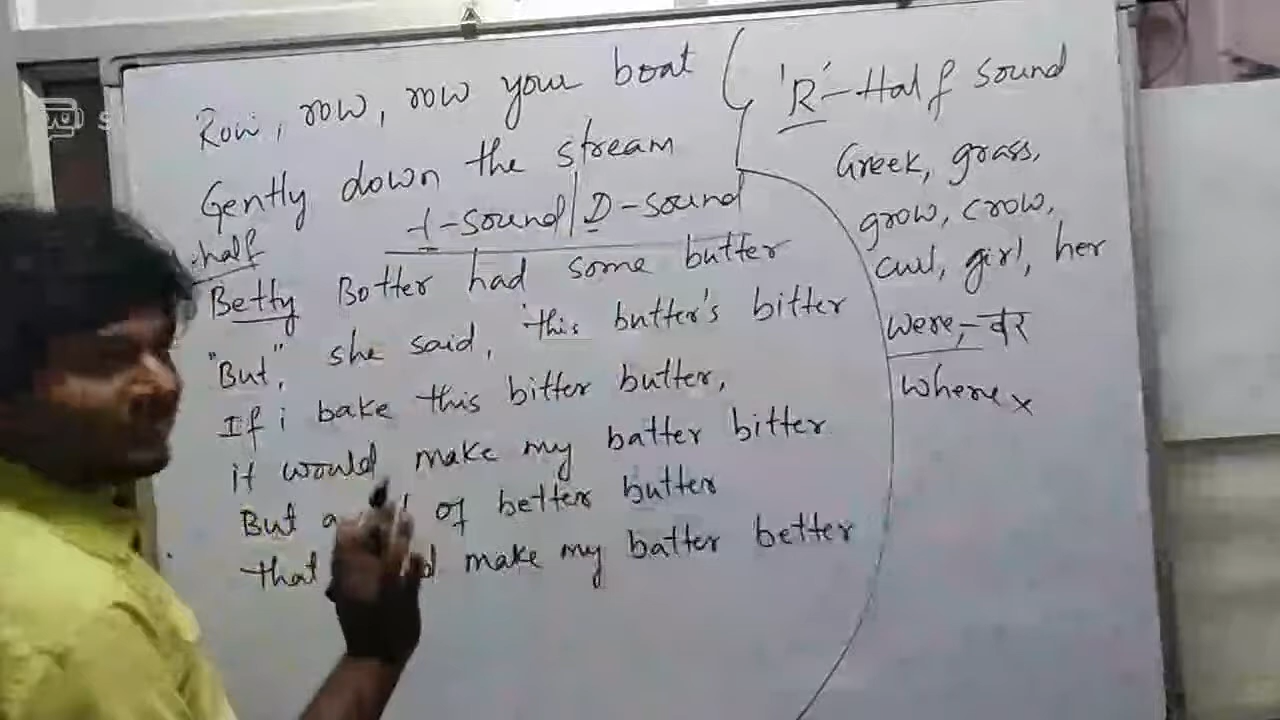 Row, row, row your boat
Gently down the stream
t-sound/D-sound
half
Betty Botter had some butter
"But," she said, "this butter's bitter
If i bake this bitter butter,
it would make my batter bitter
But a of better butter
that make my batter better
'R'-Half sound
Greek, grass,
grow, crow,
curl, girl, her
were,-वर
where x